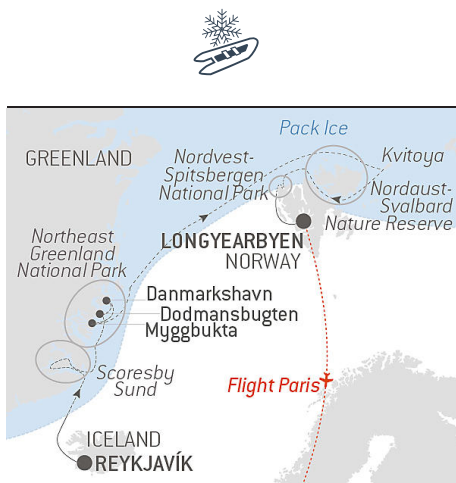 Pack Ice
GREENLAND
Nordvest-
Spitsbergen
National Park
Kvitoya
Nordaust-
Svalbard
Nature Reserve
LONGYEARBYEN
NORWAY
Northeast
Greenland
National Park
Danmarkshavn
Dodmansbugten
Myggbukta
Scoresby
Sund
Flight Paris
ICELAND
REYKJAVÍK